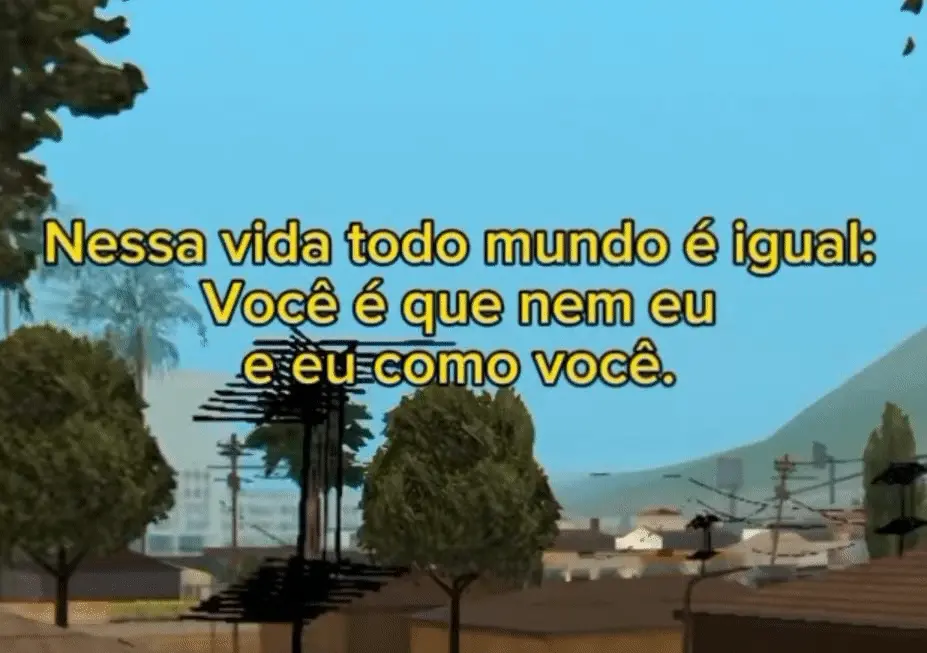 Nessa vida todo mundo é igual:
Você é que nem eu
e eu como você.